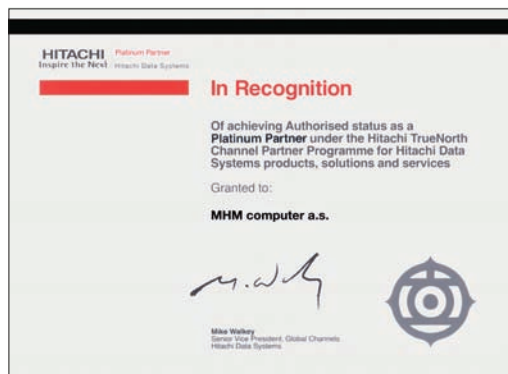 HITACHI
Inspire the Next
Platinum Partner
Hitachi Data Systems
In Recognition
Of achieving Authorised status as a
Platinum Partner under the Hitachi TrueNorth
Channel Partner Programme for Hitachi Data
Systems products, solutions and services
Granted to:
MHM computer a.s.
Mike Walkey
Senior Vice President, Global Channels
Hitachi Data Systems